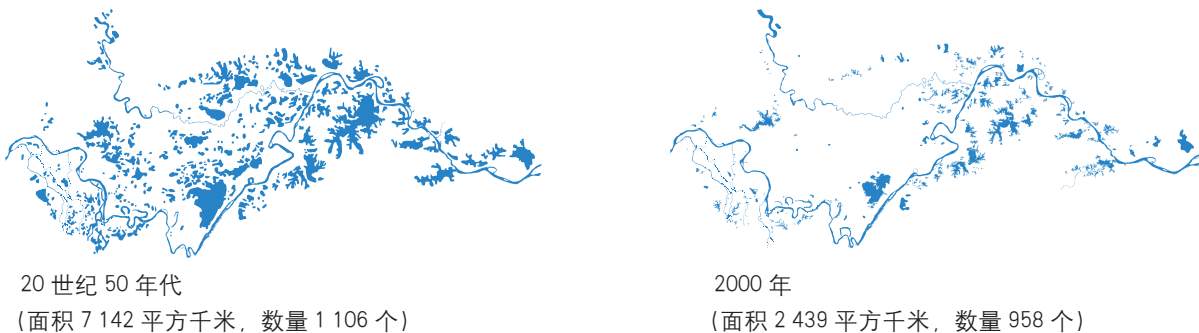 20 世纪 50 年代
(面积 7 142 平方千米，数量 1 106 个)
2000 年
(面积 2 439 平方千米，数量 958 个)